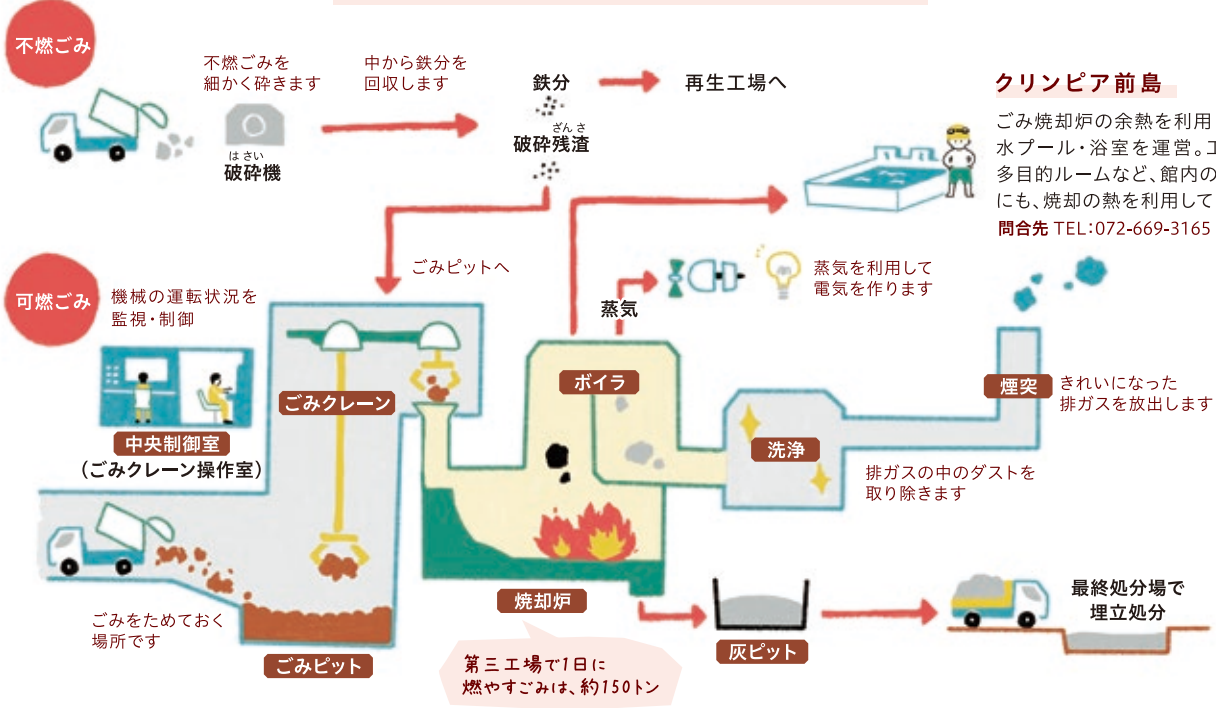 不燃ごみ
不燃ごみを
細かく砕きます
はさい
破砕機
中から鉄分を
回収します
鉄分
再生工場へ
ざんさ
破砕残渣
クリンピア前島
ごみ焼却炉の余熱を利用
水プール・浴室を運営。工
多目的ルームなど、館内の
にも、焼却の熱を利用して
問合先 TEL:072-669-3165
ごみピットへ
蒸気
蒸気を利用して
電気を作ります
可燃ごみ
機械の運転状況を
監視・制御
中央制御室
(ごみクレーン操作室)
ごみクレーン
ボイラ
洗浄
排ガスの中のダストを
取り除きます
煙突
きれいになった
排ガスを放出します
ごみをためておく
場所です
ごみピット
焼却炉
第三工場で1日に
燃やすごみは、約150トン
灰ピット
最終処分場で
埋立処分